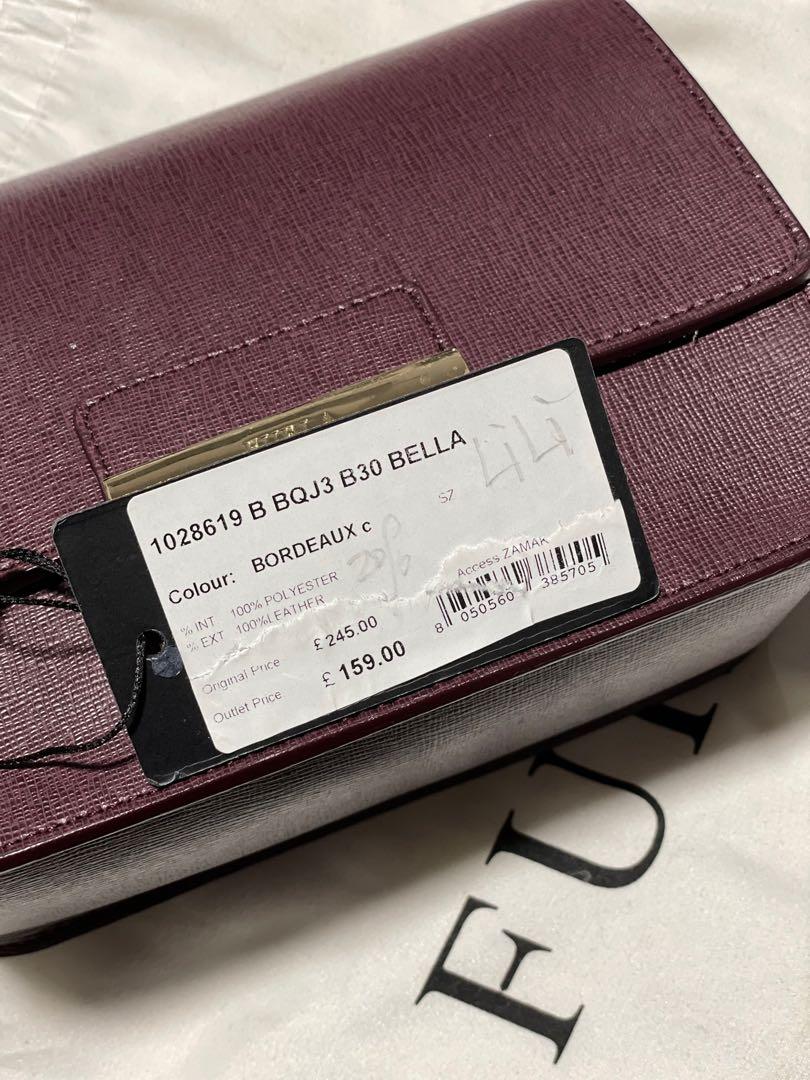 1028619 B BQJ3 B30 BELLA
SZ
LiLi
Colour: BORDEAUX c
% INT 100% POLYESTER
% EXT 100%LEATHER
Access ZAMAK
8 050560 385705
Original Price £ 245.00
Outlet Price £ 159.00
FU